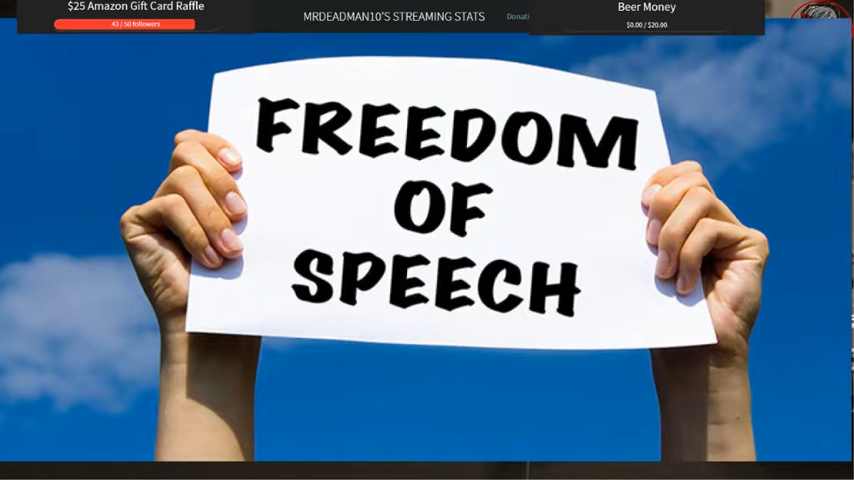 $25 Amazon Gift Card Raffle
43 / 50 followers
MRDEADMAN10'S STREAMING STATS
Donati
Beer Money
$0.00 / $20.00
FREEDOM
OF
SPEECH